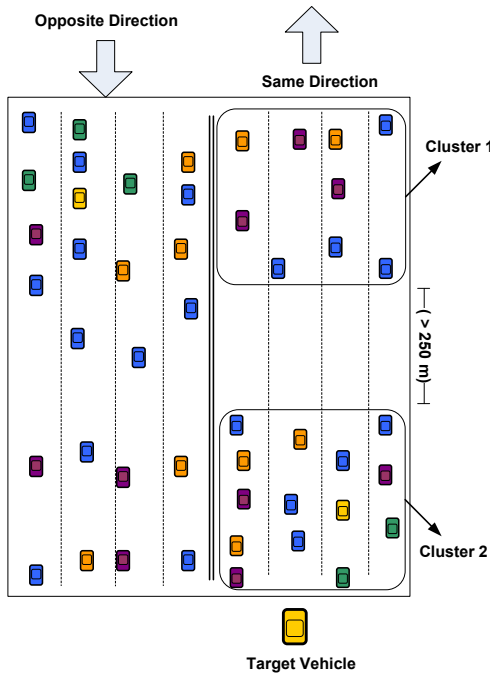 Opposite Direction
Same Direction
Cluster 1
( > 250 m)
Cluster 2
Target Vehicle